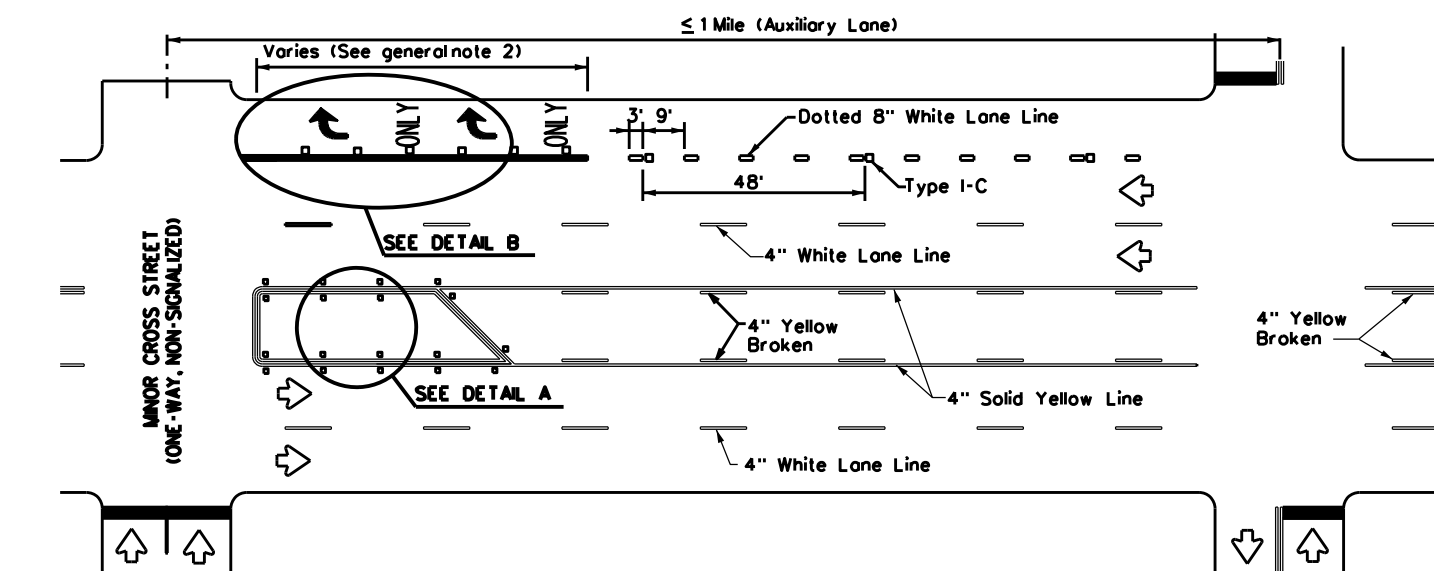 ≤ 1 Mile (Auxiliary Lane)
Varies (See general note 2)
ONLY
ONLY
3' 9'
Dotted 8" White Lane Line
48'
Type I-C
SEE DETAIL B
4" White Lane Line
MINOR CROSS STREET
(ONE-WAY, NON-SIGNALIZED)
4" Yellow
Broken
4" Yellow
Broken
SEE DETAIL A
4" Solid Yellow Line
4" White Lane Line